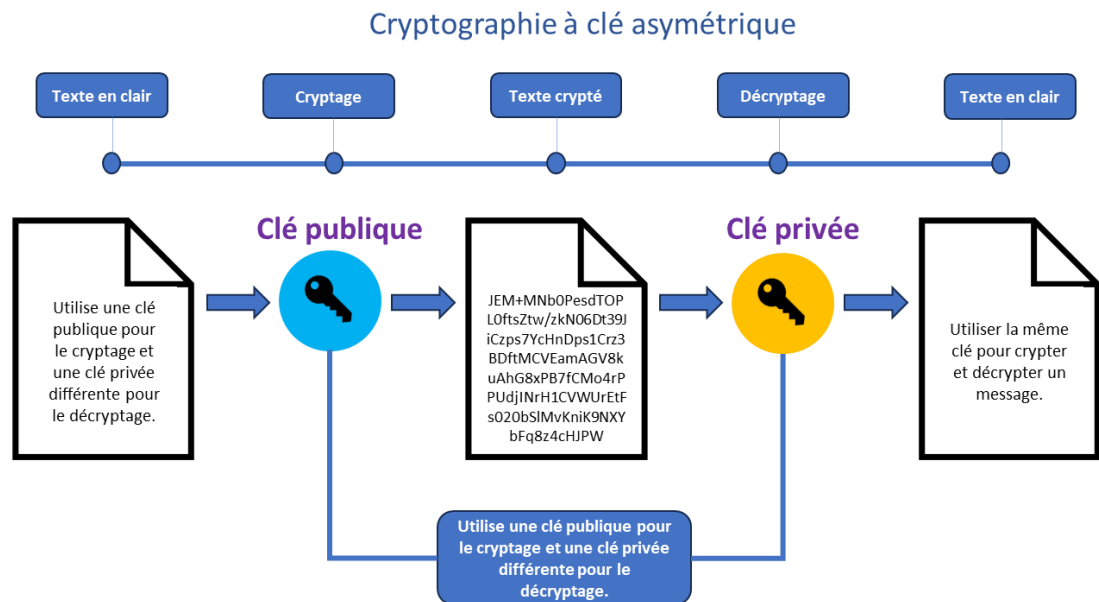 Cryptographie à clé asymétrique
Texte en clair
Cryptage
Texte crypté
Décryptage
Texte en clair
Utilise une clé
publique pour
le cryptage et
une clé privée
différente pour
le décryptage.
Clé publique
JEM+MNb0PesdTOP
L0ftsZtw/zkN06Dt39J
iCzps7YcHnDps1Crz3
BDftMCVEamAGV8k
uAhG8xPB7fCMo4rP
PUdjINrH1CVWUrEtF
s020bSlMvKniK9NXY
bFq8z4cHJPW
Clé privée
Utiliser la même
clé pour crypter
et décrypter un
message.
Utilise une clé publique pour
le cryptage et une clé privée
différente pour le
décryptage.